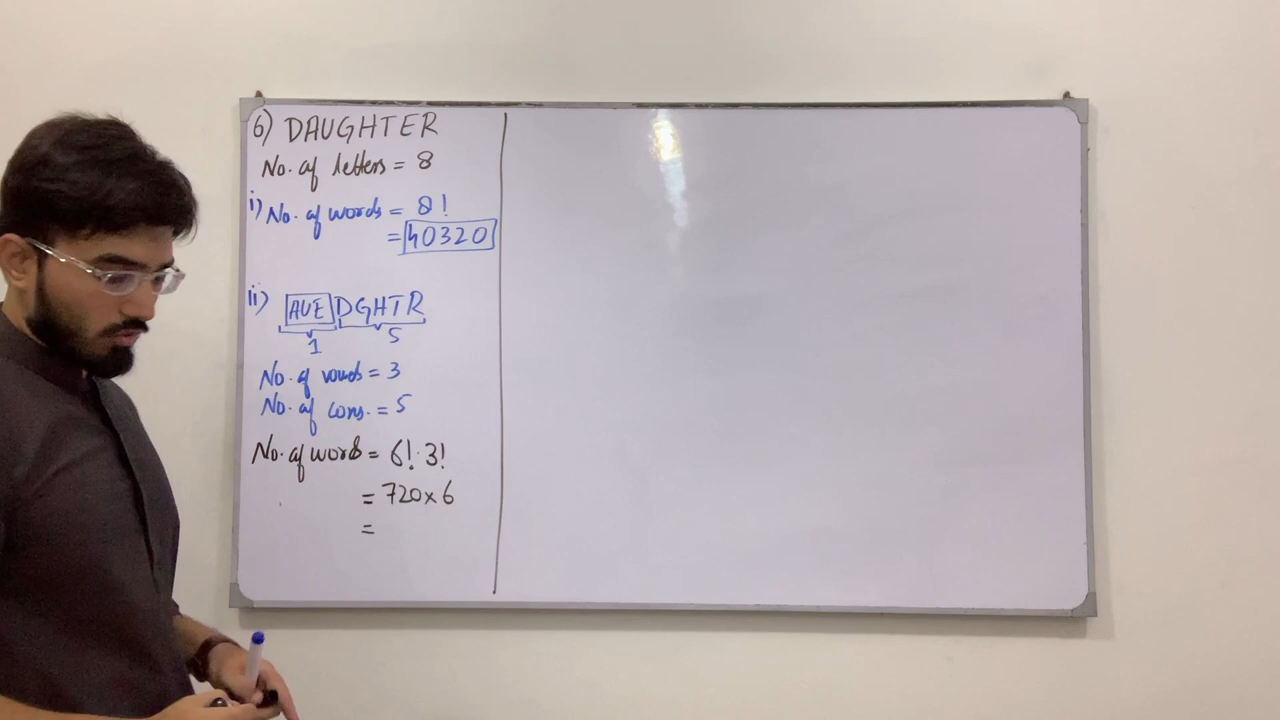 6) DAUGHTER
No. of letters = 8
i) No. of words = 8!
= 40320
ii) AUE DGHTR
1 5
No. of vowels = 3
No. of cons. = 5
No. of words = 6! · 3!
= 720 x 6
=